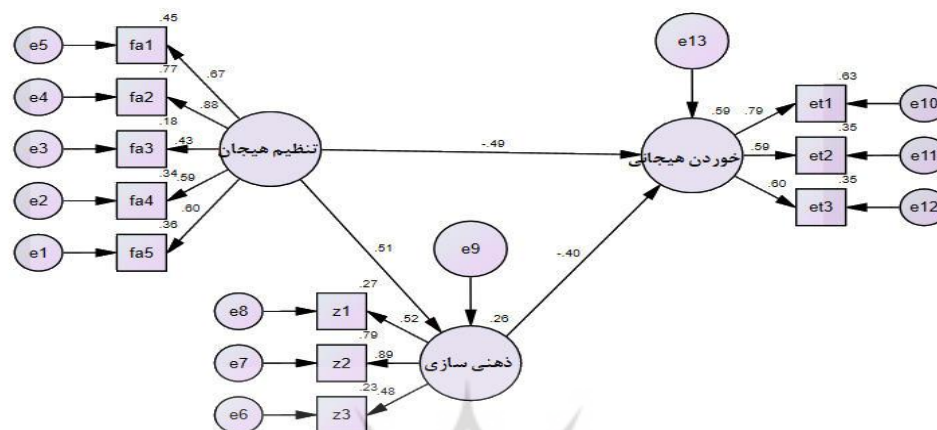 .45
e5 fa1
.67
.77
e4 fa2
.88
.18
e3 fa3 .43
تنظیم هیجان
.34
e2 fa4 .59
.60
.36
e1 fa5
-.49
.51
-.40
e13
.59
خوردن هیجانی
.63
.79 et1 e10
.35
.59 et2 e11
.35
.60 et3 e12
e9
.26
ذهنی سازی
.27
e8 z1 .52
.79
e7 z2 .89
.23
e6 z3 .48